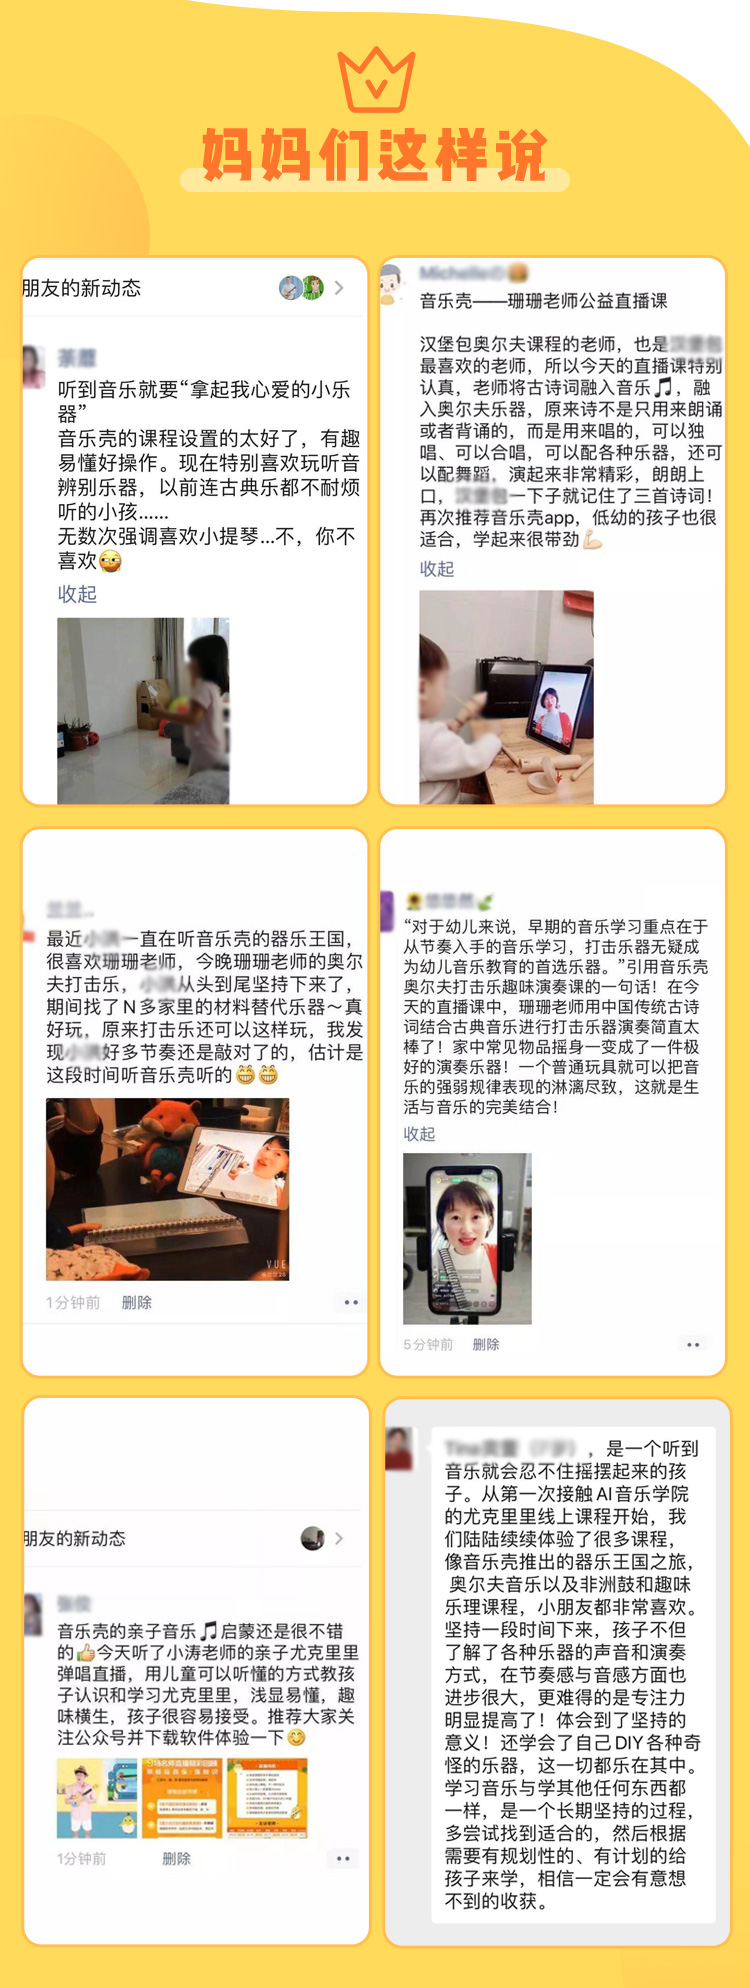 妈妈们这样说
朋友的新动态
听到音乐就要“拿起我心爱的小乐
器”
音乐壳的课程设置的太好了，有趣
易懂好操作。现在特别喜欢玩听音
辨别乐器，以前连古典乐都不耐烦
听的小孩......
无数次强调喜欢小提琴...不，你不
喜欢
收起
音乐壳——珊珊老师公益直播课
汉堡包奥尔夫课程的老师，也是
最喜欢的老师，所以今天的直播课特别
认真，老师将古诗词融入音乐🎵，融
入奥尔夫乐器，原来诗不是只用来朗诵
或者背诵的，而是用来唱的，可以独
唱、可以合唱，可以配各种乐器，还可
以配舞蹈，演起来非常精彩，朗朗上
口，一下子就记住了三首诗词！
再次推荐音乐壳app，低幼的孩子也很
适合，学起来很带劲💪🏻
收起
最近一直在听音乐壳的器乐王国，
很喜欢珊珊老师，今晚珊珊老师的奥尔
夫打击乐，从头到尾坚持下来了，
期间找了N多家里的材料替代乐器～真
好玩，原来打击乐还可以这样玩，我发
现好多节奏还是敲对了的，估计是
这段时间听音乐壳听的😁😁
VUE
1分钟前 删除
“对于幼儿来说，早期的音乐学习重点在于
从节奏入手的音乐学习，打击乐器无疑成
为幼儿音乐教育的首选乐器。”引用音乐壳
奥尔夫打击乐趣味演奏课的一句话！在今
天的直播课中，珊珊老师用中国传统古诗
词结合古典音乐进行打击乐器演奏简直太
棒了！家中常见物品摇身一变成了一件极
好的演奏乐器！一个普通玩具就可以把音
乐的强弱规律表现的淋漓尽致，这就是生
活与音乐的完美结合！
收起
5分钟前 删除
朋友的新动态
音乐壳的亲子音乐🎵启蒙还是很不错
的👍今天听了小涛老师的亲子尤克里里
弹唱直播，用儿童可以听懂的方式教孩
子认识和学习尤克里里，浅显易懂，趣
味横生，孩子很容易接受。推荐大家关
注公众号并下载软件体验一下😊
1分钟前 删除
，是一个听到
音乐就会忍不住摇摆起来的孩
子。从第一次接触AI音乐学院
的尤克里里线上课程开始，我
们陆陆续续体验了很多课程，
像音乐壳推出的器乐王国之旅，
奥尔夫音乐以及非洲鼓和趣味
乐理课程，小朋友都非常喜欢。
坚持一段时间下来，孩子不但
了解了各种乐器的声音和演奏
方式，在节奏感与音感方面也
进步很大，更难得的是专注力
明显提高了！体会到了坚持的
意义！还学会了自己DIY各种奇
怪的乐器，这一切都乐在其中。
学习音乐与学其他任何东西都
一样，是一个长期坚持的过程，
多尝试找到适合的，然后根据
需要有规划性的、有计划的给
孩子来学，相信一定会有意想
不到的收获。